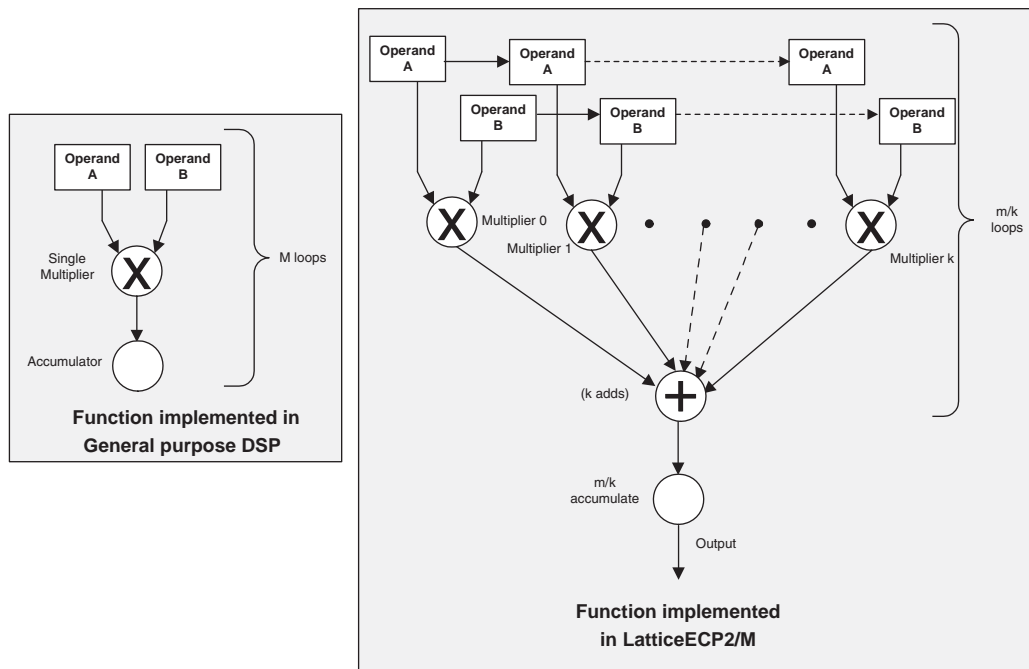 Operand
A
Operand
B
Single
Multiplier
M loops
Accumulator
Function implemented in
General purpose DSP
Operand
A
Operand
A
Operand
A
Operand
B
Operand
B
Operand
B
Multiplier 0
Multiplier 1
Multiplier k
m/k
loops
(k adds)
m/k
accumulate
Output
Function implemented
in LatticeECP2/M